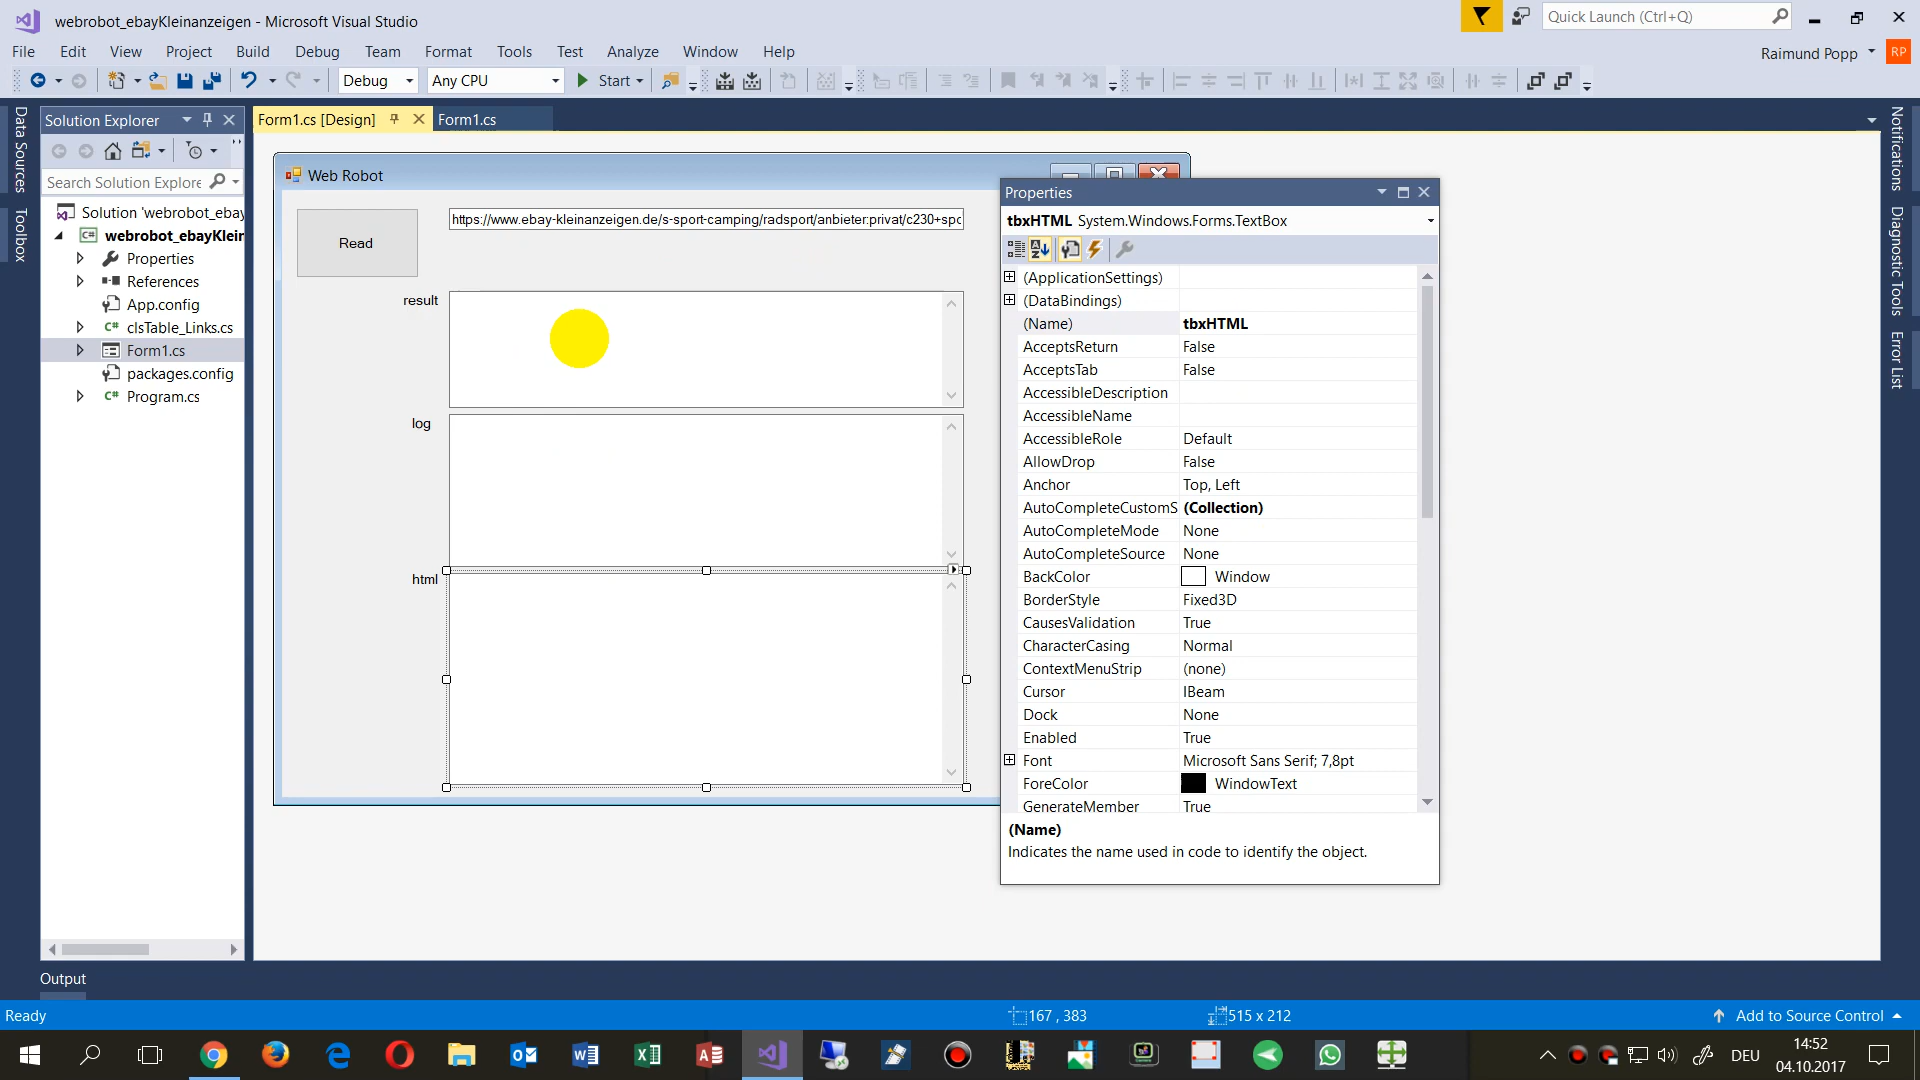 webrobot_ebayKleinanzeigen - Microsoft Visual Studio
Quick Launch (Ctrl+Q)
File Edit View Project Build Debug Team Format Tools Test Analyze Window Help
Raimund Popp RP
Debug Any CPU Start
Data Sources
Toolbox
Solution Explorer
Search Solution Explore
Solution 'webrobot_ebay
webrobot_ebayKlein
Properties
References
App.config
clsTable_Links.cs
Form1.cs
packages.config
Program.cs
Form1.cs [Design] Form1.cs
Web Robot
Read
https://www.ebay-kleinanzeigen.de/s-sport-camping/radsport/anbieter:privat/c230+spo
result
log
html
Properties
tbxHTML System.Windows.Forms.TextBox
(ApplicationSettings)
(DataBindings)
(Name) tbxHTML
AcceptsReturn False
AcceptsTab False
AccessibleDescription
AccessibleName
AccessibleRole Default
AllowDrop False
Anchor Top, Left
AutoCompleteCustomS (Collection)
AutoCompleteMode None
AutoCompleteSource None
BackColor Window
BorderStyle Fixed3D
CausesValidation True
CharacterCasing Normal
ContextMenuStrip (none)
Cursor IBeam
Dock None
Enabled True
Font Microsoft Sans Serif; 7,8pt
ForeColor WindowText
GenerateMember True
(Name)
Indicates the name used in code to identify the object.
Notifications
Diagnostic Tools
Error List
Output
Ready 167 , 383 515 x 212 Add to Source Control
DEU
14:52
04.10.2017